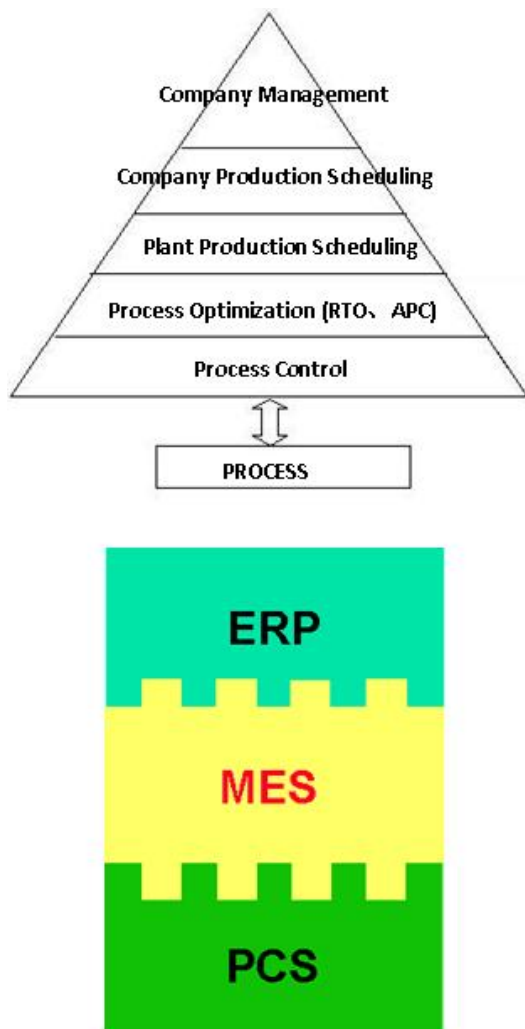 Company Management
Company Production Scheduling
Plant Production Scheduling
Process Optimization (RTO、APC)
Process Control
PROCESS
ERP
MES
PCS